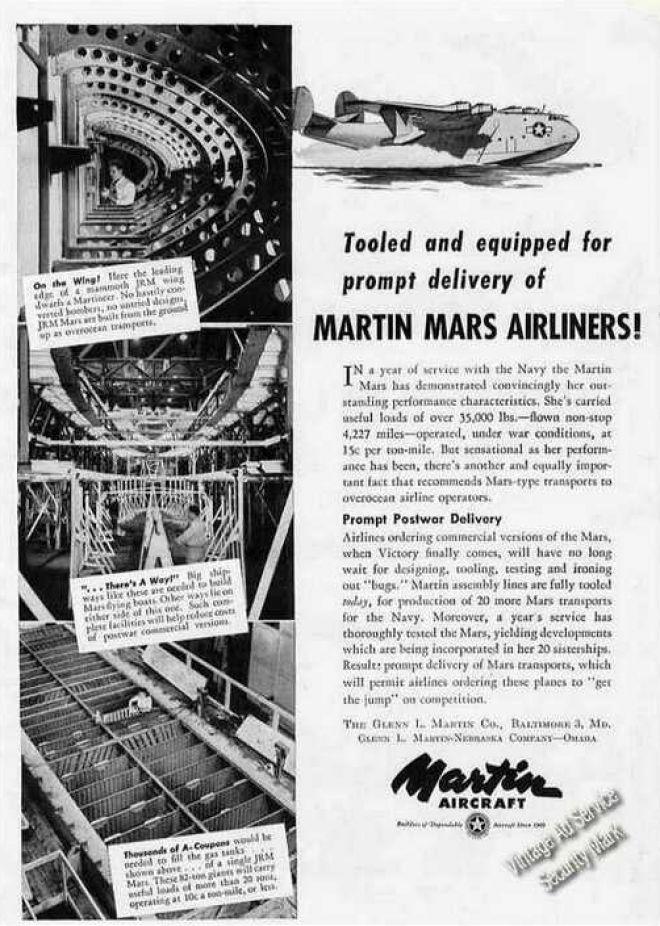 On the Wing! Here the leading
edge of a mammoth JRM wing
dwarfs a Martineer. No hastily con-
verted bombers, no untried designs,
JRM Mars are built from the ground
up as overocean transports.
". . . There's A Way!" Big ship-
ways like these are needed to build
Mars flying boats. Other ways lie on
either side of this one. Such com-
plete facilities will help reduce costs
of postwar commercial versions.
Thousands of A-Coupons would be
needed to fill the gas tanks . . .
shown above . . . of a single JRM
Mars. These 82-ton giants will carry
useful loads of more than 20 tons,
operating at 10c a ton-mile, or less.
Tooled and equipped for
prompt delivery of
MARTIN MARS AIRLINERS!
IN a year of service with the Navy the Martin
Mars has demonstrated convincingly her out-
standing performance characteristics. She's carried
useful loads of over 35,000 lbs.—flown non-stop
4,227 miles—operated, under war conditions, at
15c per ton-mile. But sensational as her perform-
ance has been, there's another and equally impor-
tant fact that recommends Mars-type transports to
overocean airline operators.
Prompt Postwar Delivery
Airlines ordering commercial versions of the Mars,
when Victory finally comes, will have no long
wait for designing, tooling, testing and ironing
out "bugs." Martin assembly lines are fully tooled
today, for production of 20 more Mars transports
for the Navy. Moreover, a year's service has
thoroughly tested the Mars, yielding developments
which are being incorporated in her 20 sisterships.
Result: prompt delivery of Mars transports, which
will permit airlines ordering these planes to "get
the jump" on competition.
THE GLENN L. MARTIN CO., BALTIMORE 3, MD.
GLENN L. MARTIN-NEBRASKA COMPANY—OMAHA
Martin
AIRCRAFT
Builders of Dependable Aircraft Since 1909
Vintage Ad Service
Security Mark